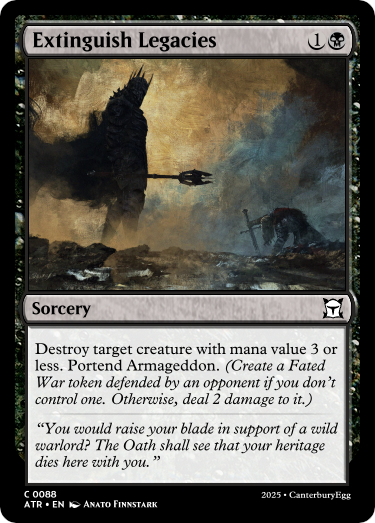 Extinguish Legacies 1
Sorcery
Destroy target creature with mana value 3 or
less. Portend Armageddon. (Create a Fated
War token defended by an opponent if you don't
control one. Otherwise, deal 2 damage to it.)
“You would raise your blade in support of a wild
warlord? The Oath shall see that your heritage
dies here with you.”
C 0088
ATR • EN Anato Finnstark
2025 • CanterburyEgg